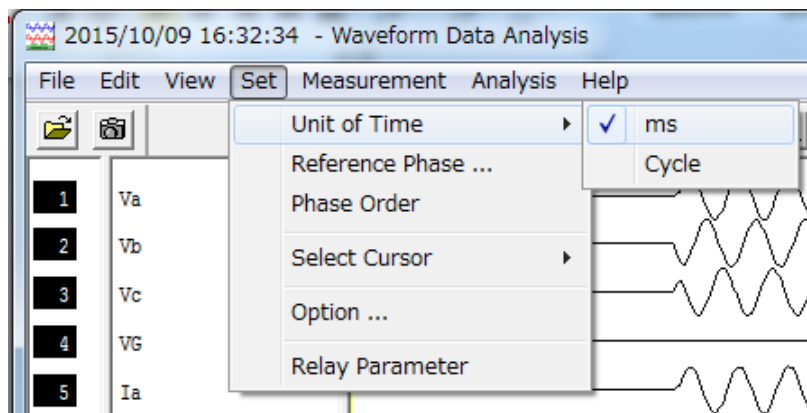 2015/10/09 16:32:34 - Waveform Data Analysis
File Edit View Set Measurement Analysis Help
Unit of Time
ms
Reference Phase ...
Cycle
Phase Order
Select Cursor
Option ...
Relay Parameter
1 Va
2 Vb
3 Vc
4 VG
5 Ia